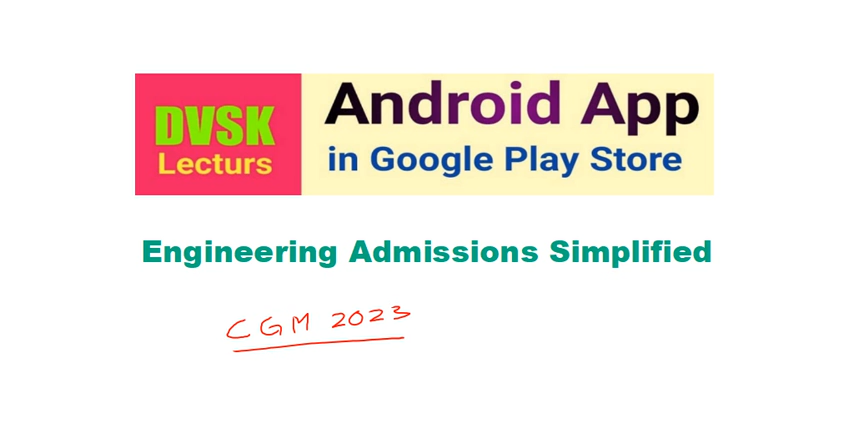 DVSK
Lecturs
Android App
in Google Play Store
Engineering Admissions Simplified
CGM 2023